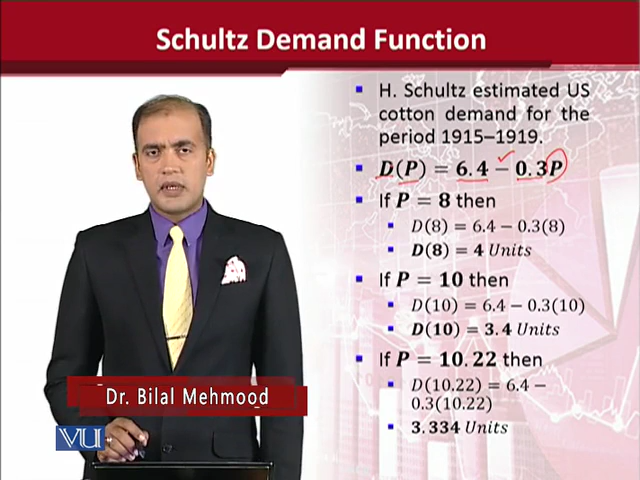 Schultz Demand Function
H. Schultz estimated US
cotton demand for the
period 1915–1919.
D(P) = 6.4 − 0.3P
If P = 8 then
D(8) = 6.4 − 0.3(8)
D(8) = 4 Units
If P = 10 then
D(10) = 6.4 − 0.3(10)
D(10) = 3.4 Units
If P = 10.22 then
D(10.22) = 6.4 −
0.3(10.22)
3.334 Units
Dr. Bilal Mehmood
VU